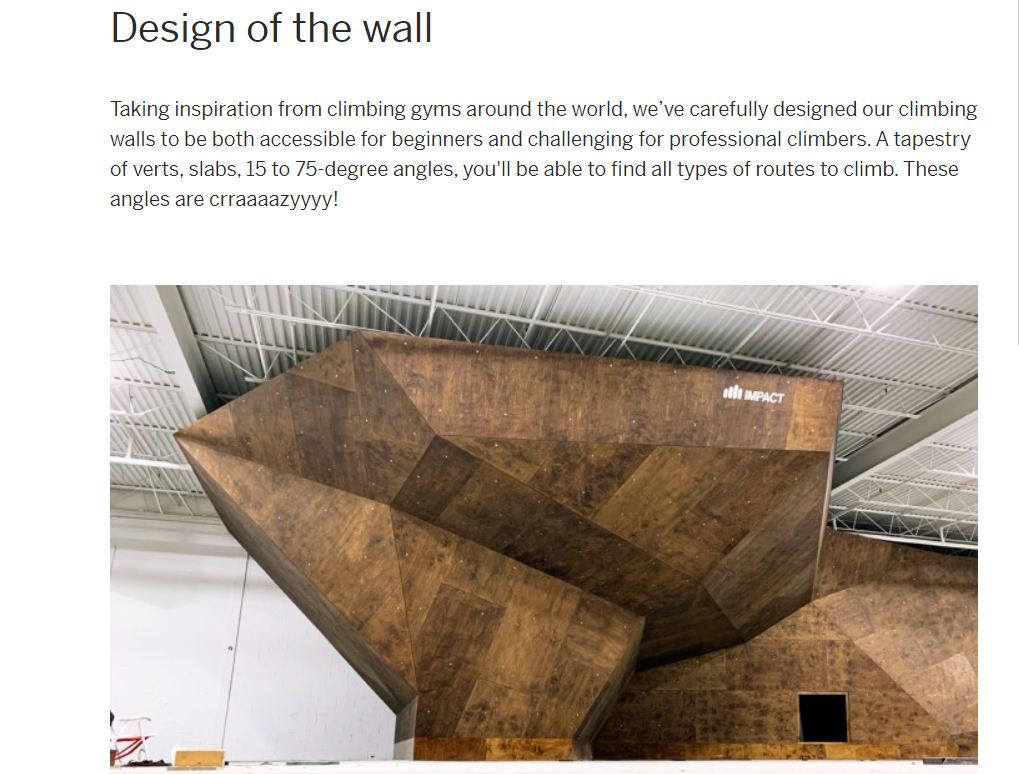 Design of the wall
Taking inspiration from climbing gyms around the world, we’ve carefully designed our climbing
walls to be both accessible for beginners and challenging for professional climbers. A tapestry
of verts, slabs, 15 to 75-degree angles, you'll be able to find all types of routes to climb. These
angles are crraaaazyyyy!
IMPACT